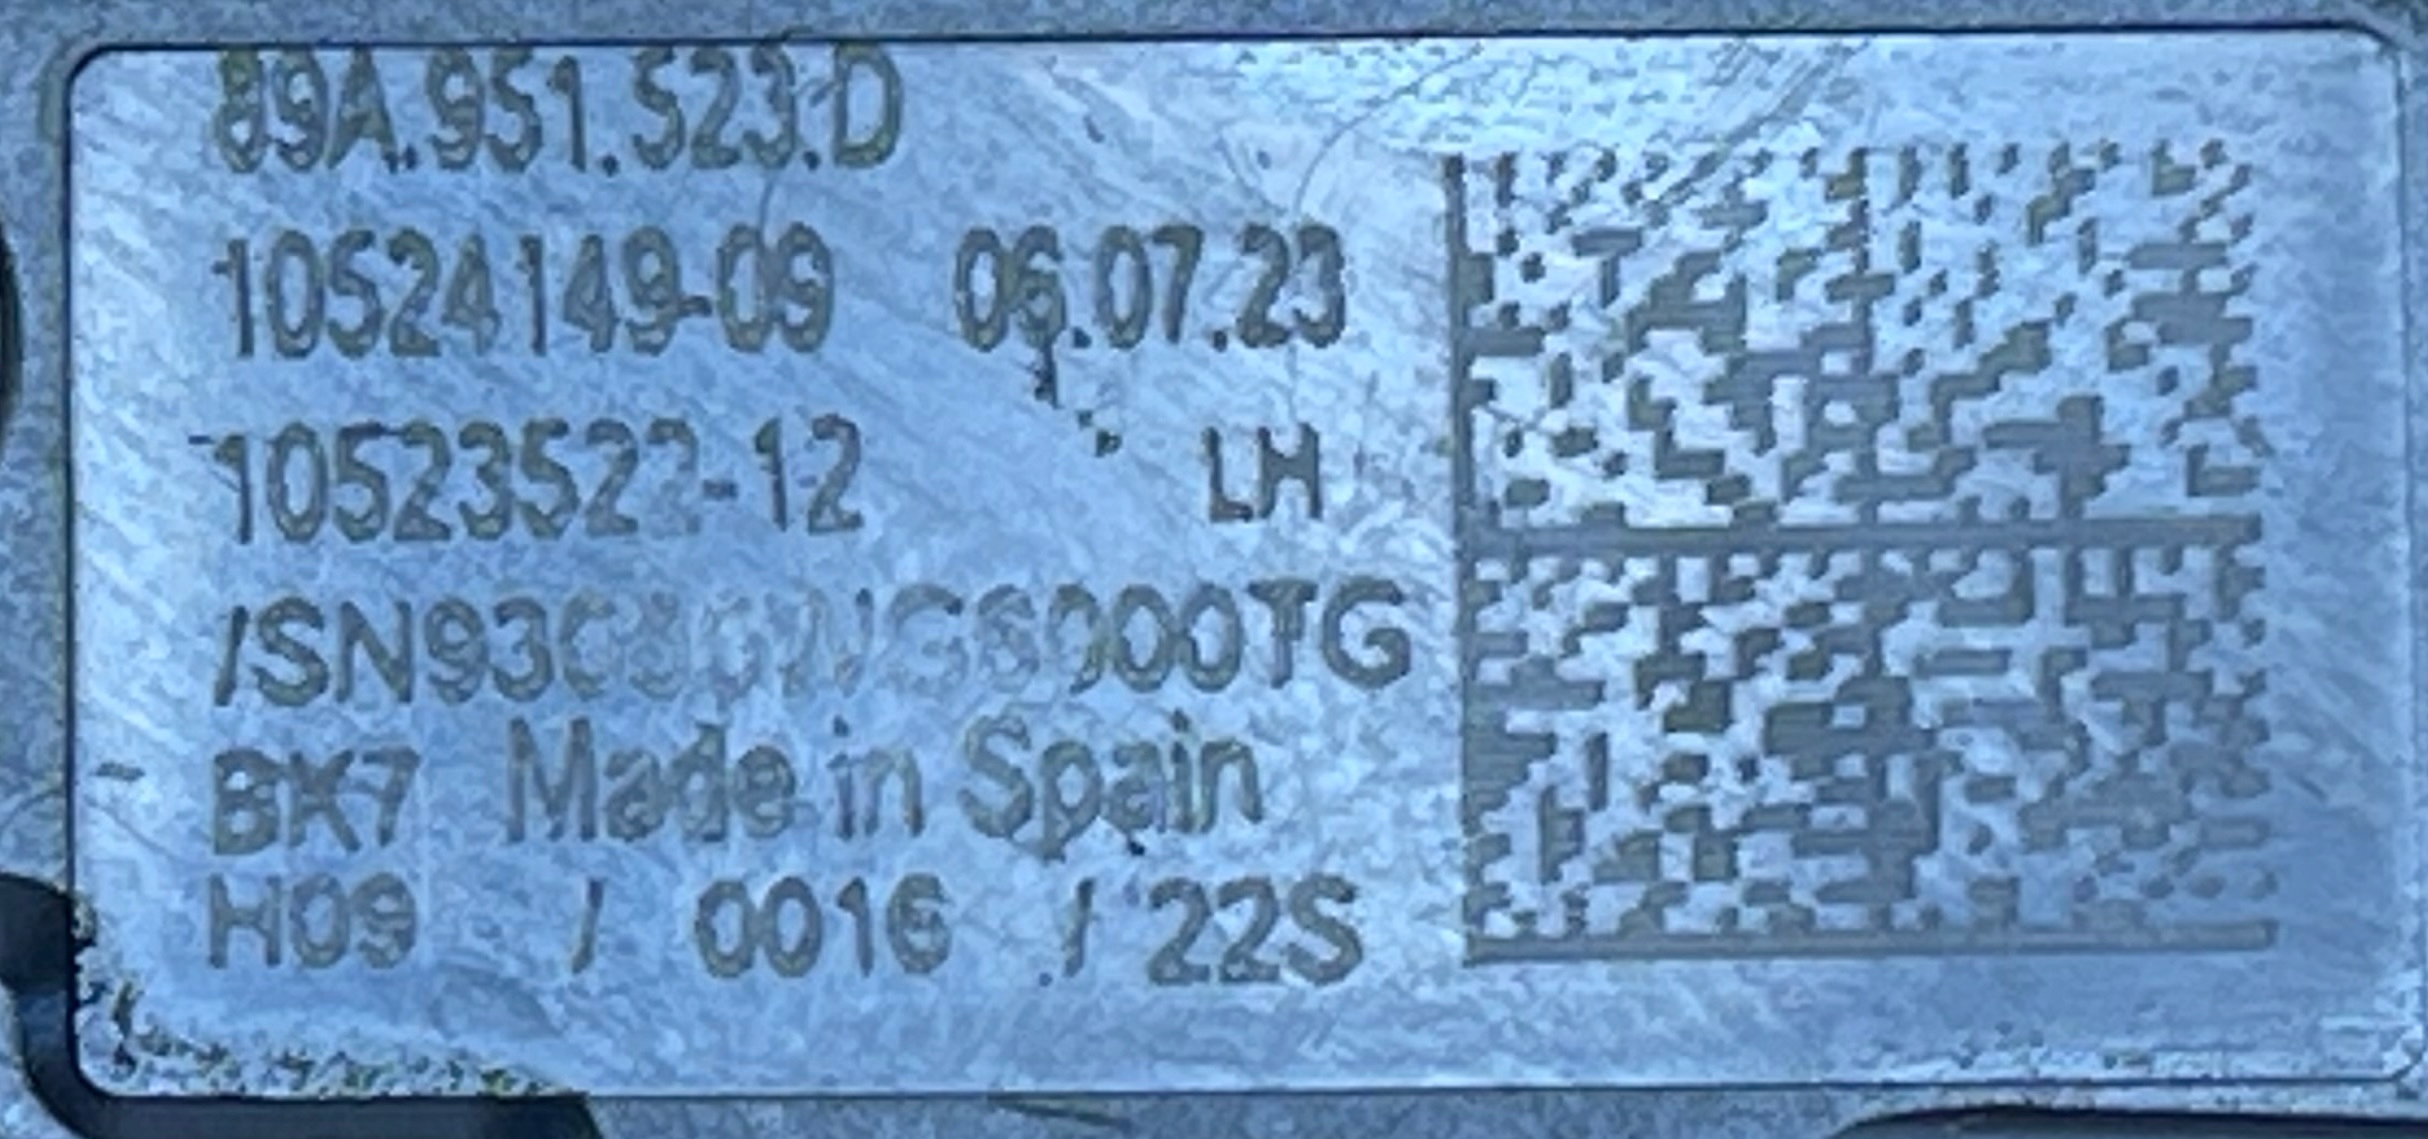 89A.951.523.D
10524149-09 06.07.23
10523522-12 LH
BK7 Made in Spain
H09 / 0016 / 22S